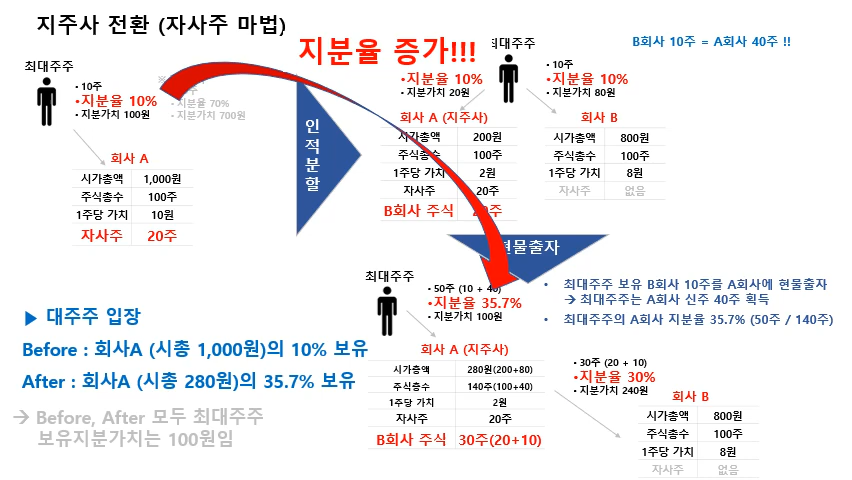 지주사 전환 (자사주 마법)
지분율 증가!!!
B회사 10주 = A회사 40주 !!
최대주주
• 10주
• 지분율 10%
• 지분가치 100원
• 지분율 70%
• 지분가치 700원
회사 A
시가총액 1,000원
주식총수 100주
1주당 가치 10원
자사주 20주
인적분할
최대주주
• 지분율 10%
• 지분가치 20원
• 10주
• 지분율 10%
• 지분가치 80원
회사 A (지주사)
시가총액 200원
주식총수 100주
1주당 가치 2원
자사주 20주
B회사 주식 20주
회사 B
시가총액 800원
주식총수 100주
1주당 가치 8원
자사주 없음
현물출자
• 최대주주 보유 B회사 10주를 A회사에 현물출자
→ 최대주주는 A회사 신주 40주 획득
• 최대주주의 A회사 지분율 35.7% (50주 / 140주)
최대주주
• 50주 (10 + 40)
• 지분율 35.7%
• 지분가치 100원
회사 A (지주사)
시가총액 280원(200+80)
주식총수 140주(100+40)
1주당 가치 2원
자사주 20주
B회사 주식 30주(20+10)
• 30주 (20 + 10)
• 지분율 30%
• 지분가치 240원
회사 B
시가총액 800원
주식총수 100주
1주당 가치 8원
자사주 없음
▶ 대주주 입장
Before : 회사A (시총 1,000원)의 10% 보유
After : 회사A (시총 280원)의 35.7% 보유
→ Before, After 모두 최대주주
보유지분가치는 100원임